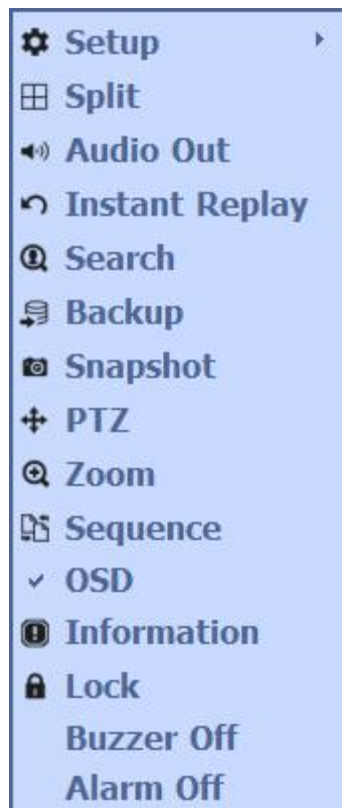 Setup
Split
Audio Out
Instant Replay
Search
Backup
Snapshot
PTZ
Zoom
Sequence
OSD
Information
Lock
Buzzer Off
Alarm Off